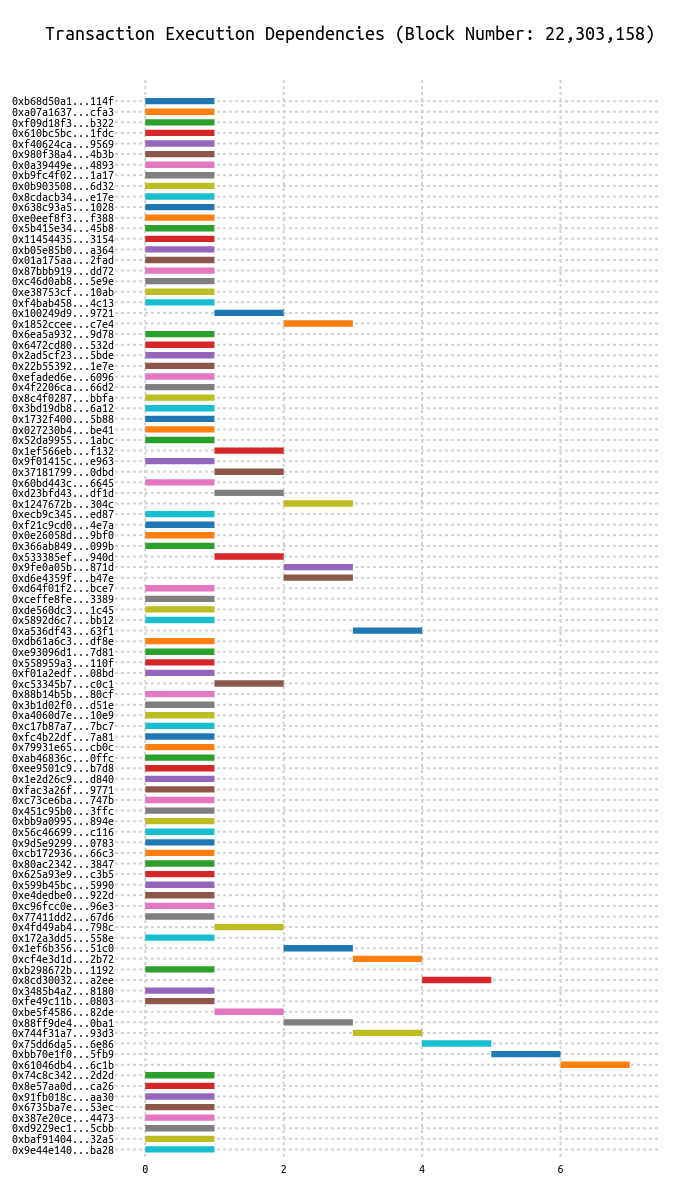 Transaction Execution Dependencies (Block Number: 22,303,158)
0xb68d50a1...114f
0xa07a1637...cfa3
0xf09d18f3...b322
0x610bc5bc...1fdc
0xf40624ca...9569
0x980f38a4...4b3b
0x0a39449e...4893
0xb9fc4f02...1a17
0x0b903508...6d32
0x8cdacb34...e17e
0x638c93a5...1028
0xe0eef8f3...f388
0x5b415e34...45b8
0x11454435...3154
0xb05e85b0...a364
0x01a175aa...2fad
0x87bbb919...dd72
0xc46d0ab8...5e9e
0xe38753cf...10ab
0xf4bab458...4c13
0x100249d9...9721
0x1852ccee...c7e4
0x6ea5a932...9d78
0x6472cd80...532d
0x2ad5cf23...5bde
0x22b55392...1e7e
0xefaded6e...6096
0x4f2206ca...66d2
0x8c4f0287...bbfa
0x3bd19db8...6a12
0x1732f400...5b88
0x027230b4...be41
0x52da9955...1abc
0x1ef566eb...f132
0x9f01415c...e963
0x37181799...0dbd
0x60bd443c...6645
0xd23bfd43...df1d
0x1247672b...304c
0xecb9c345...ed87
0xf21c9cd0...4e7a
0x0e26058d...9bf0
0x366ab849...099b
0x533385ef...940d
0x9fe0a05b...871d
0xd6e4359f...b47e
0xd64f01f2...bce7
0xceffe8fe...3389
0xde560dc3...1c45
0x5892d6c7...bb12
0xa536df43...63f1
0xdb61a6c3...df8e
0xe93096d1...7d81
0x558959a3...110f
0xf01a2edf...08bd
0xc53345b7...c0c1
0x88b14b5b...80cf
0x3b1d02f0...d51e
0xa4060d7e...10e9
0xc17b87a7...7bc7
0xfc4b22df...7a81
0x79931e65...cb0c
0xab46836c...0ffc
0xee9501c9...b7d8
0x1e2d26c9...d840
0xfac3a26f...9771
0xc73ce6ba...747b
0x451c95b0...3ffc
0xbb9a0995...894e
0x56c46699...c116
0x9d5e9299...0783
0xcb172936...66c3
0x80ac2342...3847
0x625a93e9...c3b5
0x599b45bc...5990
0xe4dedbe0...922d
0xc96fcc0e...96e3
0x77411dd2...67d6
0x4fd49ab4...798c
0x172a3dd5...558e
0x1ef6b356...51c0
0xcf4e3d1d...2b72
0xb298672b...1192
0x8cd30032...a2ee
0x3485b4a2...8180
0xfe49c11b...0803
0xbe5f4586...82de
0x88ff9de4...0ba1
0x744f31a7...93d3
0x75dd6da5...6e86
0xbb70e1f0...5fb9
0x61046db4...6c1b
0x74c8c342...2d2d
0x8e57aa0d...ca26
0x91fb018c...aa30
0x6735ba7e...53ec
0x387e20ce...4473
0xd9229ec1...5cbb
0xbaf91404...32a5
0x9e44e140...ba28
0 2 4 6